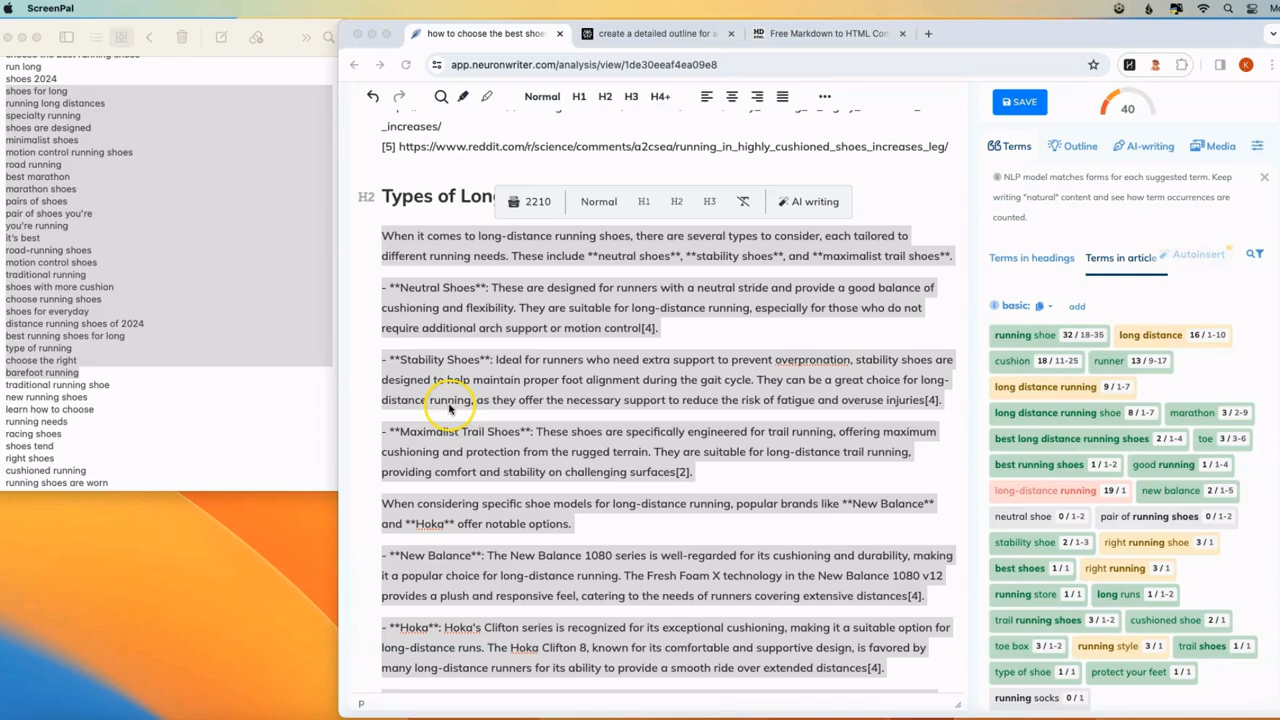 ScreenPal
choose the best running shoes
run long
shoes 2024
shoes for long
running long distances
specialty running
shoes are designed
minimalist shoes
motion control running shoes
road running
best marathon
marathon shoes
pairs of shoes
pair of shoes you're
you're running
it's best
road-running shoes
motion control shoes
traditional running
shoes with more cushion
choose running shoes
shoes for everyday
distance running shoes of 2024
best running shoes for long
type of running
choose the right
barefoot running
traditional running shoe
new running shoes
learn how to choose
running needs
racing shoes
shoes tend
right shoes
cushioned running
running shoes are worn
how to choose the best shoe
create a detailed outline for a
MD Free Markdown to HTML Con
app.neuronwriter.com/analysis/view/1de30eeaf4ea09e8
K
Normal H1 H2 H3 H4+
_increases/
[5] https://www.reddit.com/r/science/comments/a2csea/running_in_highly_cushioned_shoes_increases_leg/
H2 Types of Lon
2210 Normal H1 H2 H3 AI writing
When it comes to long-distance running shoes, there are several types to consider, each tailored to
different running needs. These include **neutral shoes**, **stability shoes**, and **maximalist trail shoes**.
- **Neutral Shoes**: These are designed for runners with a neutral stride and provide a good balance of
cushioning and flexibility. They are suitable for long-distance running, especially for those who do not
require additional arch support or motion control[4].
- **Stability Shoes**: Ideal for runners who need extra support to prevent overpronation, stability shoes are
designed to help maintain proper foot alignment during the gait cycle. They can be a great choice for long-
distance running, as they offer the necessary support to reduce the risk of fatigue and overuse injuries[4].
- **Maximalist Trail Shoes**: These shoes are specifically engineered for trail running, offering maximum
cushioning and protection from the rugged terrain. They are suitable for long-distance trail running,
providing comfort and stability on challenging surfaces[2].
When considering specific shoe models for long-distance running, popular brands like **New Balance**
and **Hoka** offer notable options.
- **New Balance**: The New Balance 1080 series is well-regarded for its cushioning and durability, making
it a popular choice for long-distance running. The Fresh Foam X technology in the New Balance 1080 v12
provides a plush and responsive feel, catering to the needs of runners covering extensive distances[4].
- **Hoka**: Hoka's Clifton series is recognized for its exceptional cushioning, making it a suitable option for
long-distance runs. The Hoka Clifton 8, known for its comfortable and supportive design, is favored by
many long-distance runners for its ability to provide a smooth ride over extended distances[4].
p
SAVE 40
Terms Outline AI-writing Media
NLP model matches forms for each suggested term. Keep
writing "natural" content and see how term occurrences are
counted.
Terms in headings Terms in article Autoinsert
basic: add
running shoe 32 / 18-35 long distance 16 / 1-10
cushion 18 / 11-25 runner 13 / 9-17
long distance running 9 / 1-7
long distance running shoe 8 / 1-7 marathon 3 / 2-9
best long distance running shoes 2 / 1-4 toe 3 / 3-6
best running shoes 1 / 1-2 good running 1 / 1-4
long-distance running 19 / 1 new balance 2 / 1-5
neutral shoe 0 / 1-2 pair of running shoes 0 / 1-2
stability shoe 2 / 1-3 right running shoe 3 / 1
best shoes 1 / 1 right running 3 / 1
running store 1 / 1 long runs 1 / 1-2
trail running shoes 3 / 1-2 cushioned shoe 2 / 1
toe box 3 / 1-2 running style 3 / 1 trail shoes 1 / 1
type of shoe 1 / 1 protect your feet 1 / 1
running socks 0 / 1